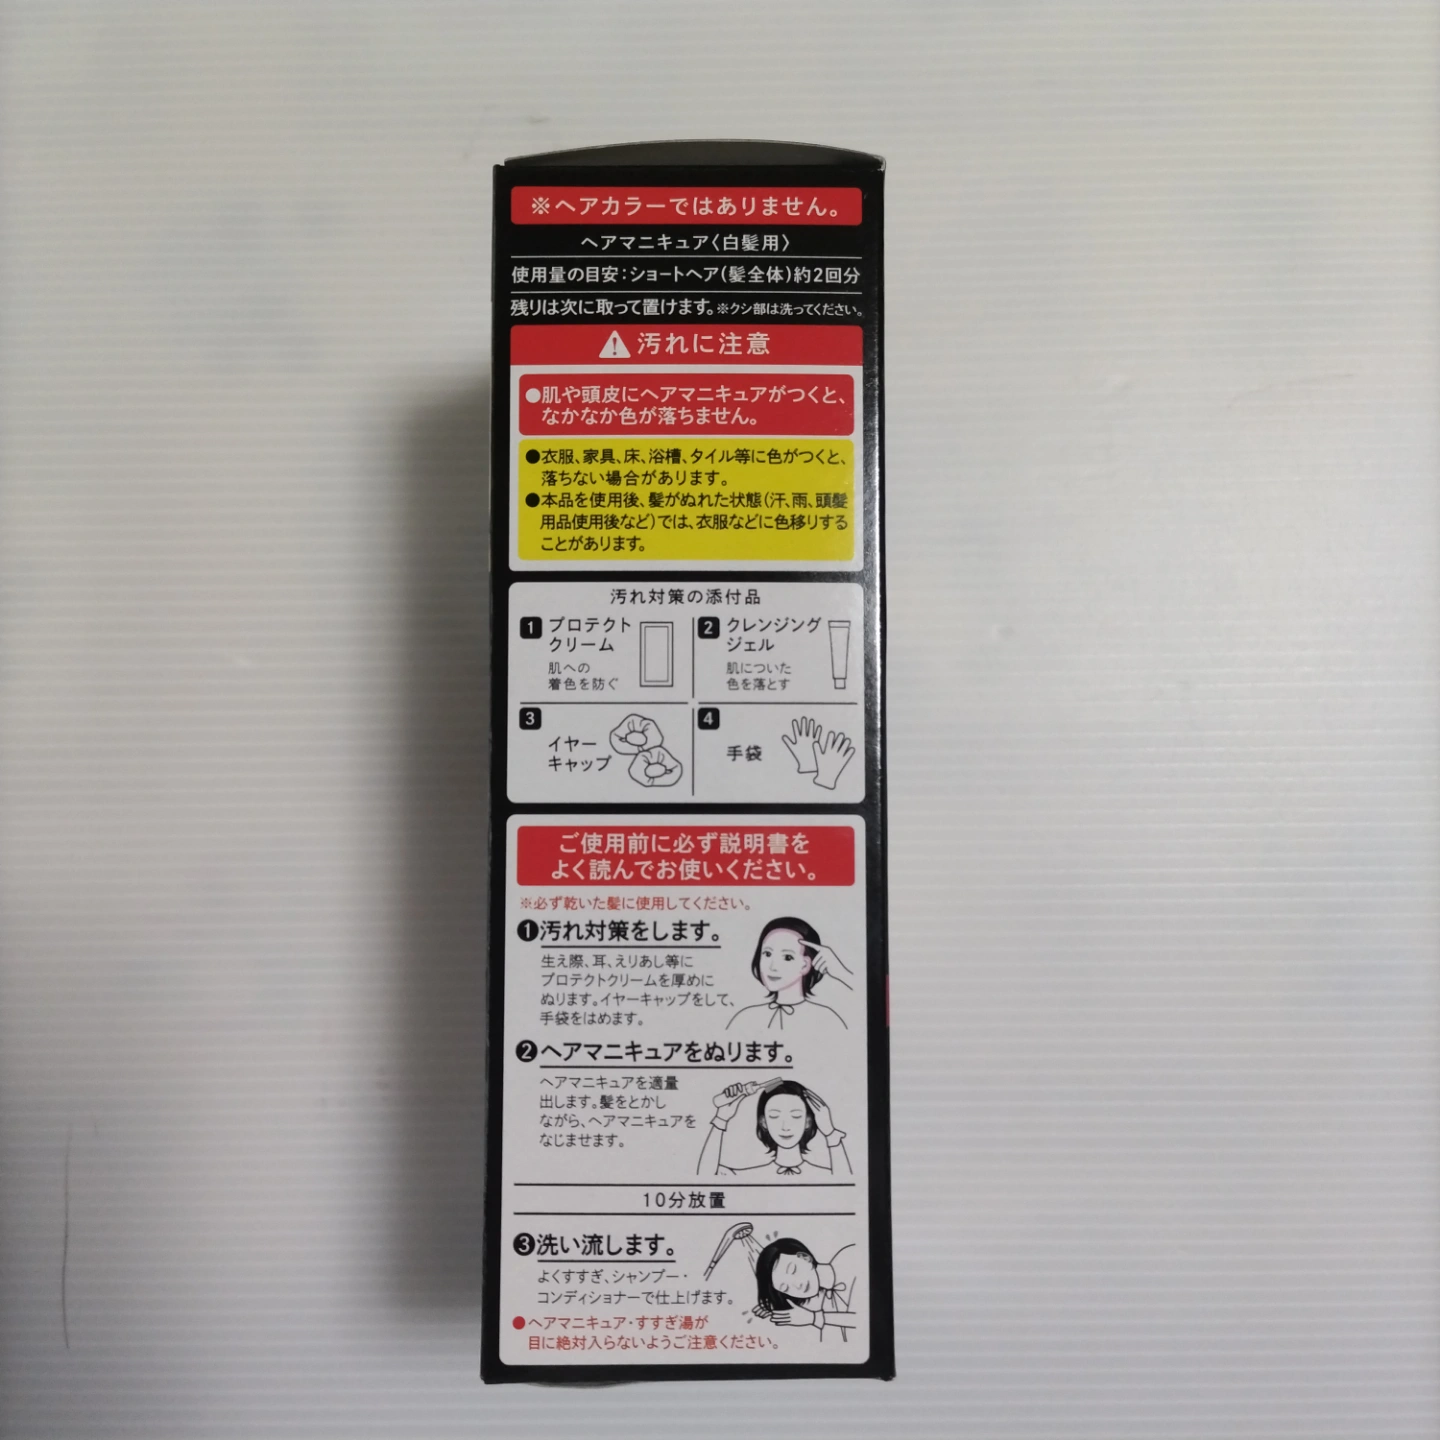 ※ヘアカラーではありません。
ヘアマニキュア〈白髪用〉
使用量の目安:ショートヘア(髪全体)約2回分
残りは次に取って置けます。※クシ部は洗ってください。
汚れに注意
●肌や頭皮にヘアマニキュアがつくと、
なかなか色が落ちません。
●衣服、家具、床、浴槽、タイル等に色がつくと、
落ちない場合があります。
●本品を使用後、髪がぬれた状態(汗、雨、頭髪
用品使用後など)では、衣服などに色移りする
ことがあります。
汚れ対策の添付品
1 プロテクト
クリーム
肌への
着色を防ぐ
2 クレンジング
ジェル
肌についた
色を落とす
3 イヤー
キャップ
4 手袋
ご使用前に必ず説明書を
よく読んでお使いください。
※必ず乾いた髪に使用してください。
❶汚れ対策をします。
生え際、耳、えりあし等に
プロテクトクリームを厚めに
ぬります。イヤーキャップをして、
手袋をはめます。
❷ヘアマニキュアをぬります。
ヘアマニキュアを適量
出します。髪をとかし
ながら、ヘアマニキュアを
なじませます。
10分放置
❸洗い流します。
よくすすぎ、シャンプー・
コンディショナーで仕上げます。
●ヘアマニキュア・すすぎ湯が
目に絶対入らないようご注意ください。